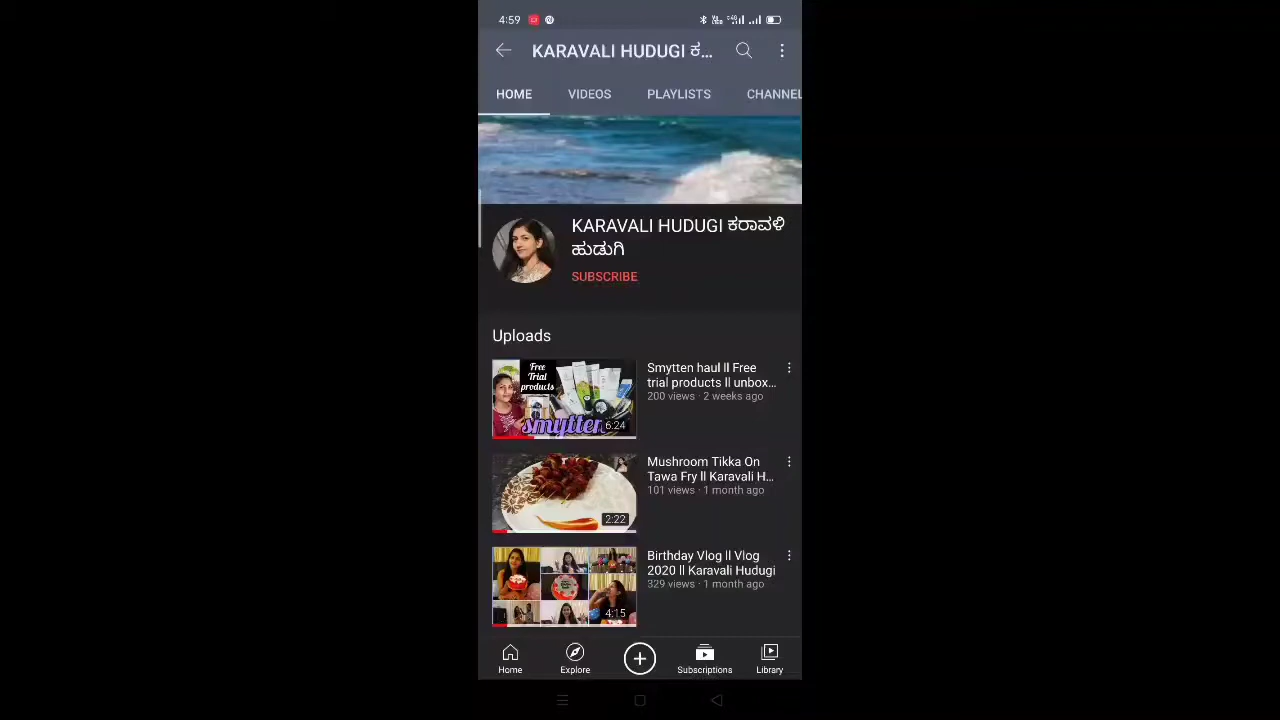 4:59
KARAVALI HUDUGI ಕ...
HOME VIDEOS PLAYLISTS CHANNEL
KARAVALI HUDUGI ಕರಾವಳಿ
ಹುಡುಗಿ
SUBSCRIBE
Uploads
Free
Trial
products
smytten
6:24
Smytten haul ll Free
trial products ll unbox...
200 views · 2 weeks ago
2:22
Mushroom Tikka On
Tawa Fry ll Karavali H...
101 views · 1 month ago
4:15
Birthday Vlog ll Vlog
2020 ll Karavali Hudugi
329 views · 1 month ago
Home Explore Subscriptions Library